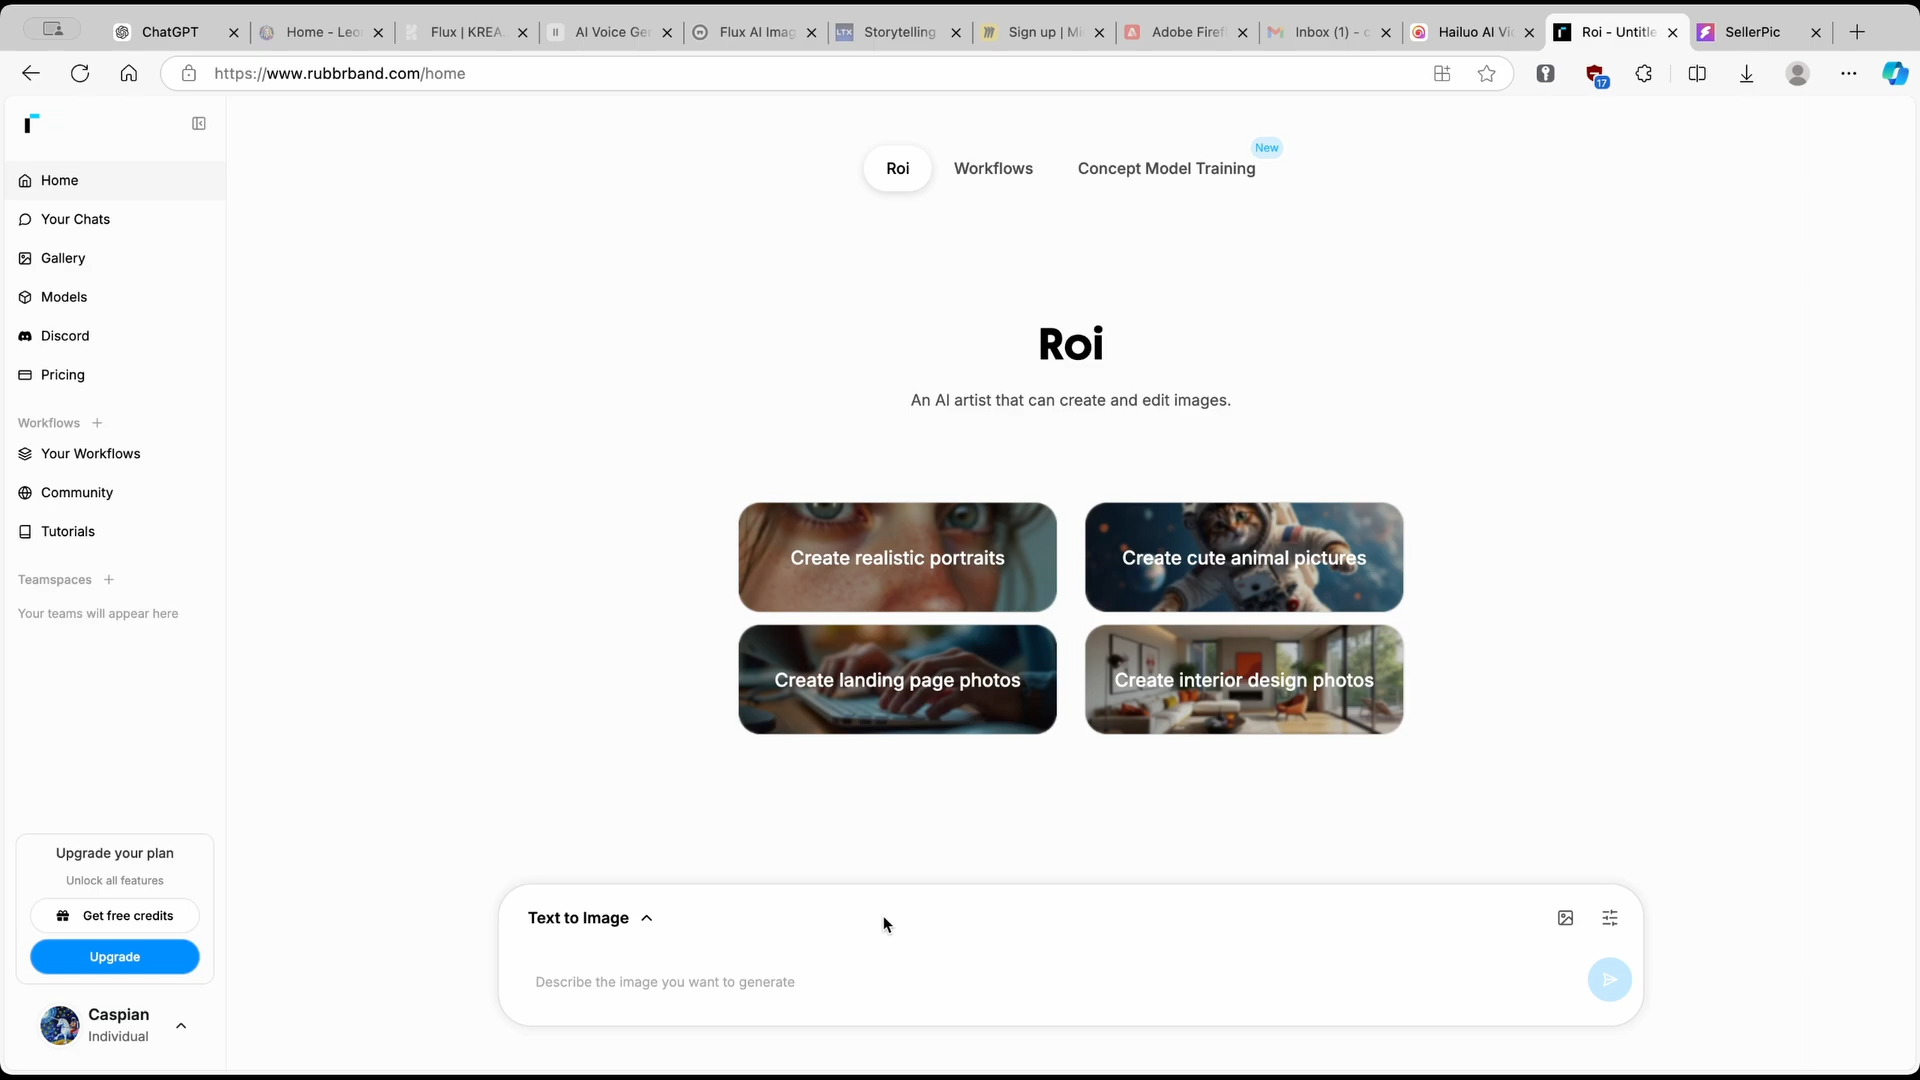 ChatGPT
Home - Leo
Flux | KREA
AI Voice Ge
Flux AI Imag
LTX
Storytelling
Sign up | Mi
Adobe Firef
Inbox (1) - c
Hailuo AI Vi
Roi - Untitle
SellerPic
https://www.rubbrband.com/home
17
Home
Your Chats
Gallery
Models
Discord
Pricing
Workflows
Your Workflows
Community
Tutorials
Teamspaces
Your teams will appear here
Upgrade your plan
Unlock all features
Get free credits
Upgrade
Caspian
Individual
Roi
Workflows
Concept Model Training
New
Roi
An AI artist that can create and edit images.
Create realistic portraits
Create cute animal pictures
Create landing page photos
Create interior design photos
Text to Image
Describe the image you want to generate